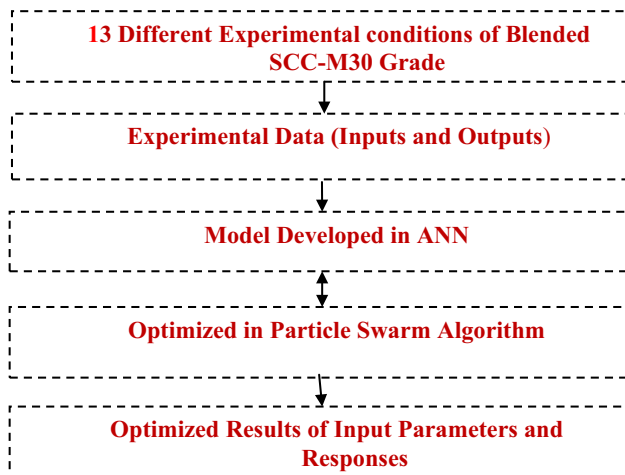 13 Different Experimental conditions of Blended
SCC-M30 Grade
Experimental Data (Inputs and Outputs)
Model Developed in ANN
Optimized in Particle Swarm Algorithm
Optimized Results of Input Parameters and
Responses